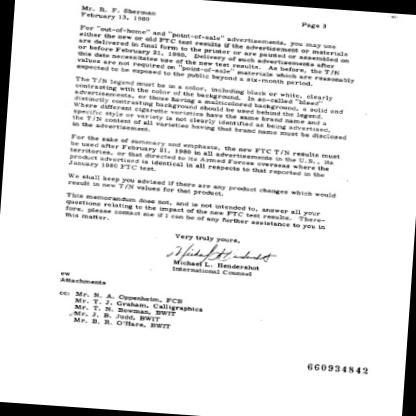 Mr. R. F. Sherman
February 13, 1980
Page 3
For "out-of-home" and "point-of-sale" advertisements, you may use
either the new or old FTC test results if the advertisement or materials
are delivered in final form to the printer or are painted or assembled on
or before February 21, 1980. Delivery of such advertisements after
this date necessitates use of the new test results. As before, the T/N
values are not required on "point-of-sale" materials which are reasonably
expected to be exposed to the public beyond a six-month period.
The T/N legend must be in a color, including black or white, clearly
contrasting with the color of the background. In so-called "bleed"
advertisements, or those having a multicolored background, a solid and
distinctly contrasting background should be used behind the legend.
Where different cigarette varieties have the same brand name and a
specific style or variety is not clearly identified as being advertised,
the T/N content of all varieties having that brand name must be disclosed
in the advertisement.
For the sake of summary and emphasis, the new FTC T/N results must
be used after February 21, 1980 in all advertisements in the U.S., its
territories, or that directed to its Armed Forces overseas where the
product advertised is identical in all respects to that reported in the
January 1980 FTC test.
We shall keep you advised if there are any product changes which would
result in new T/N values for that product.
This memorandum does not, and is not intended to, answer all your
questions relating to the impact of the new FTC test results. There-
fore, please contact me if I can be of any further assistance to you in
this matter.
Very truly yours,
Michael L. Hendershot
Michael L. Hendershot
International Counsel
ew
Attachments
cc: Mr. N. A. Oppenheim, FCB
Mr. T. J. Graham, Calligraphics
Mr. T. N. Bowman, BWIT
Mr. J. B. Judd, BWIT
Mr. B. R. O'Hare, BWIT
660934842